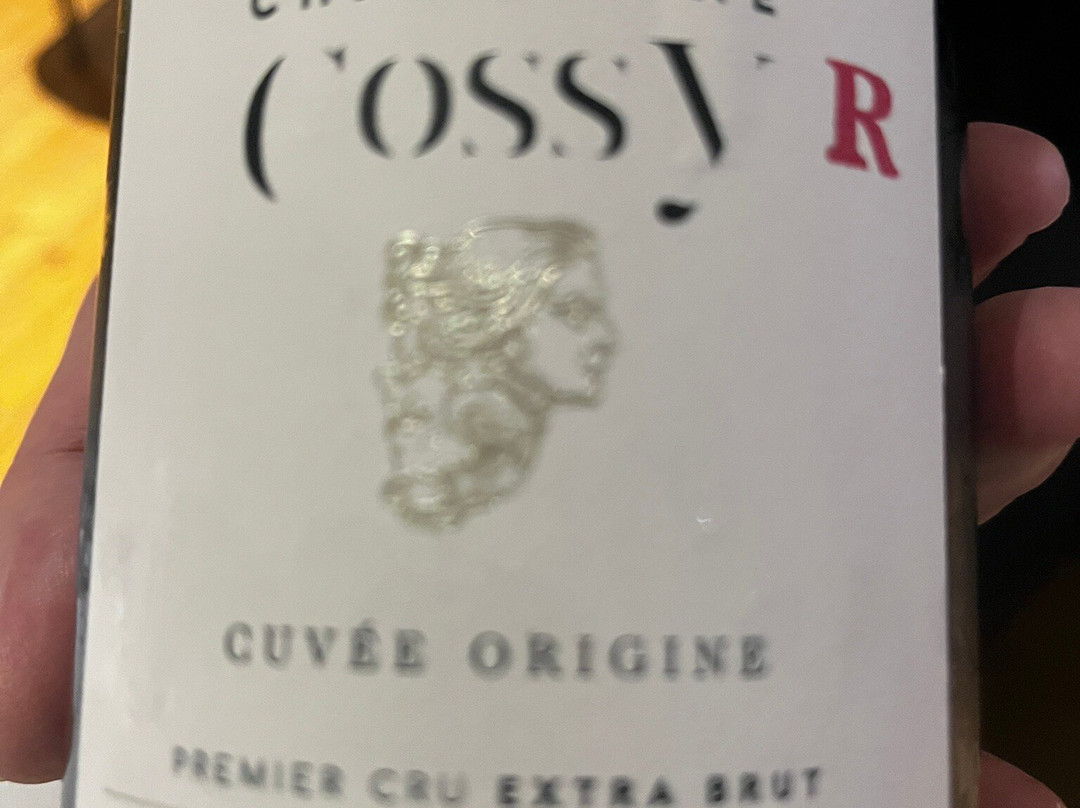 COSSY R
CUVÉE ORIGINE
PREMIER CRU EXTRA BRUT